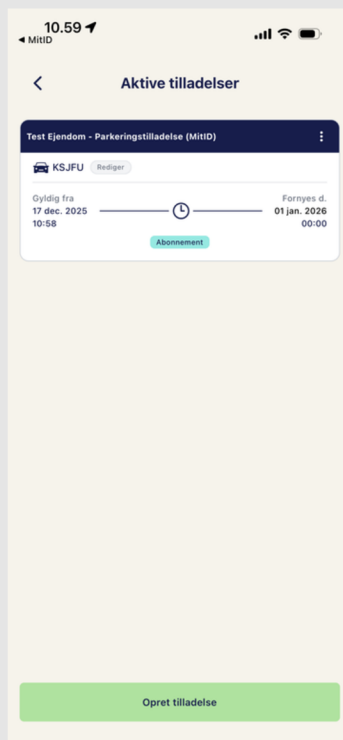 10.59
◀ MitID
Aktive tilladelser
Test Ejendom - Parkeringstilladelse (MitID)
KSJFU Rediger
Gyldig fra Fornyes d.
17 dec. 2025 01 jan. 2026
10:58 00:00
Abonnement
Opret tilladelse